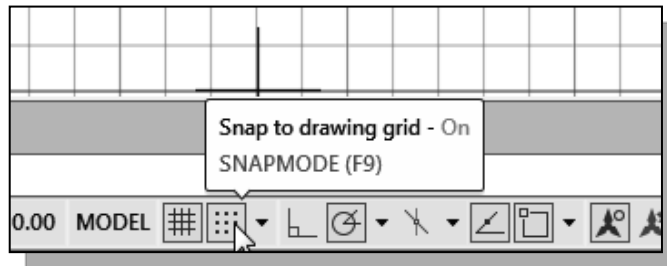 Snap to drawing grid - On
SNAPMODE (F9)
0.00 MODEL